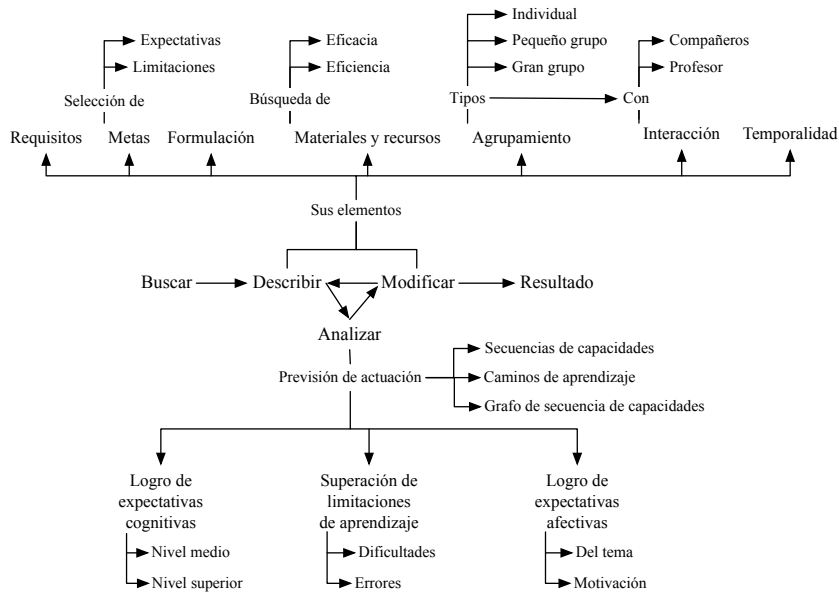 Individual
Expectativas
Eficacia
Pequeño grupo
Compañeros
Limitaciones
Eficiencia
Gran grupo
Profesor
Selección de
Búsqueda de
Tipos
Con
Requisitos
Metas
Formulación
Materiales y recursos
Agrupamiento
Interacción
Temporalidad
Sus elementos
Buscar
Describir
Modificar
Resultado
Analizar
Secuencias de capacidades
Previsión de actuación
Caminos de aprendizaje
Grafo de secuencia de capacidades
Logro de
expectativas
cognitivas
Nivel medio
Nivel superior
Superación de
limitaciones
de aprendizaje
Dificultades
Errores
Logro de
expectativas
afectivas
Del tema
Motivación